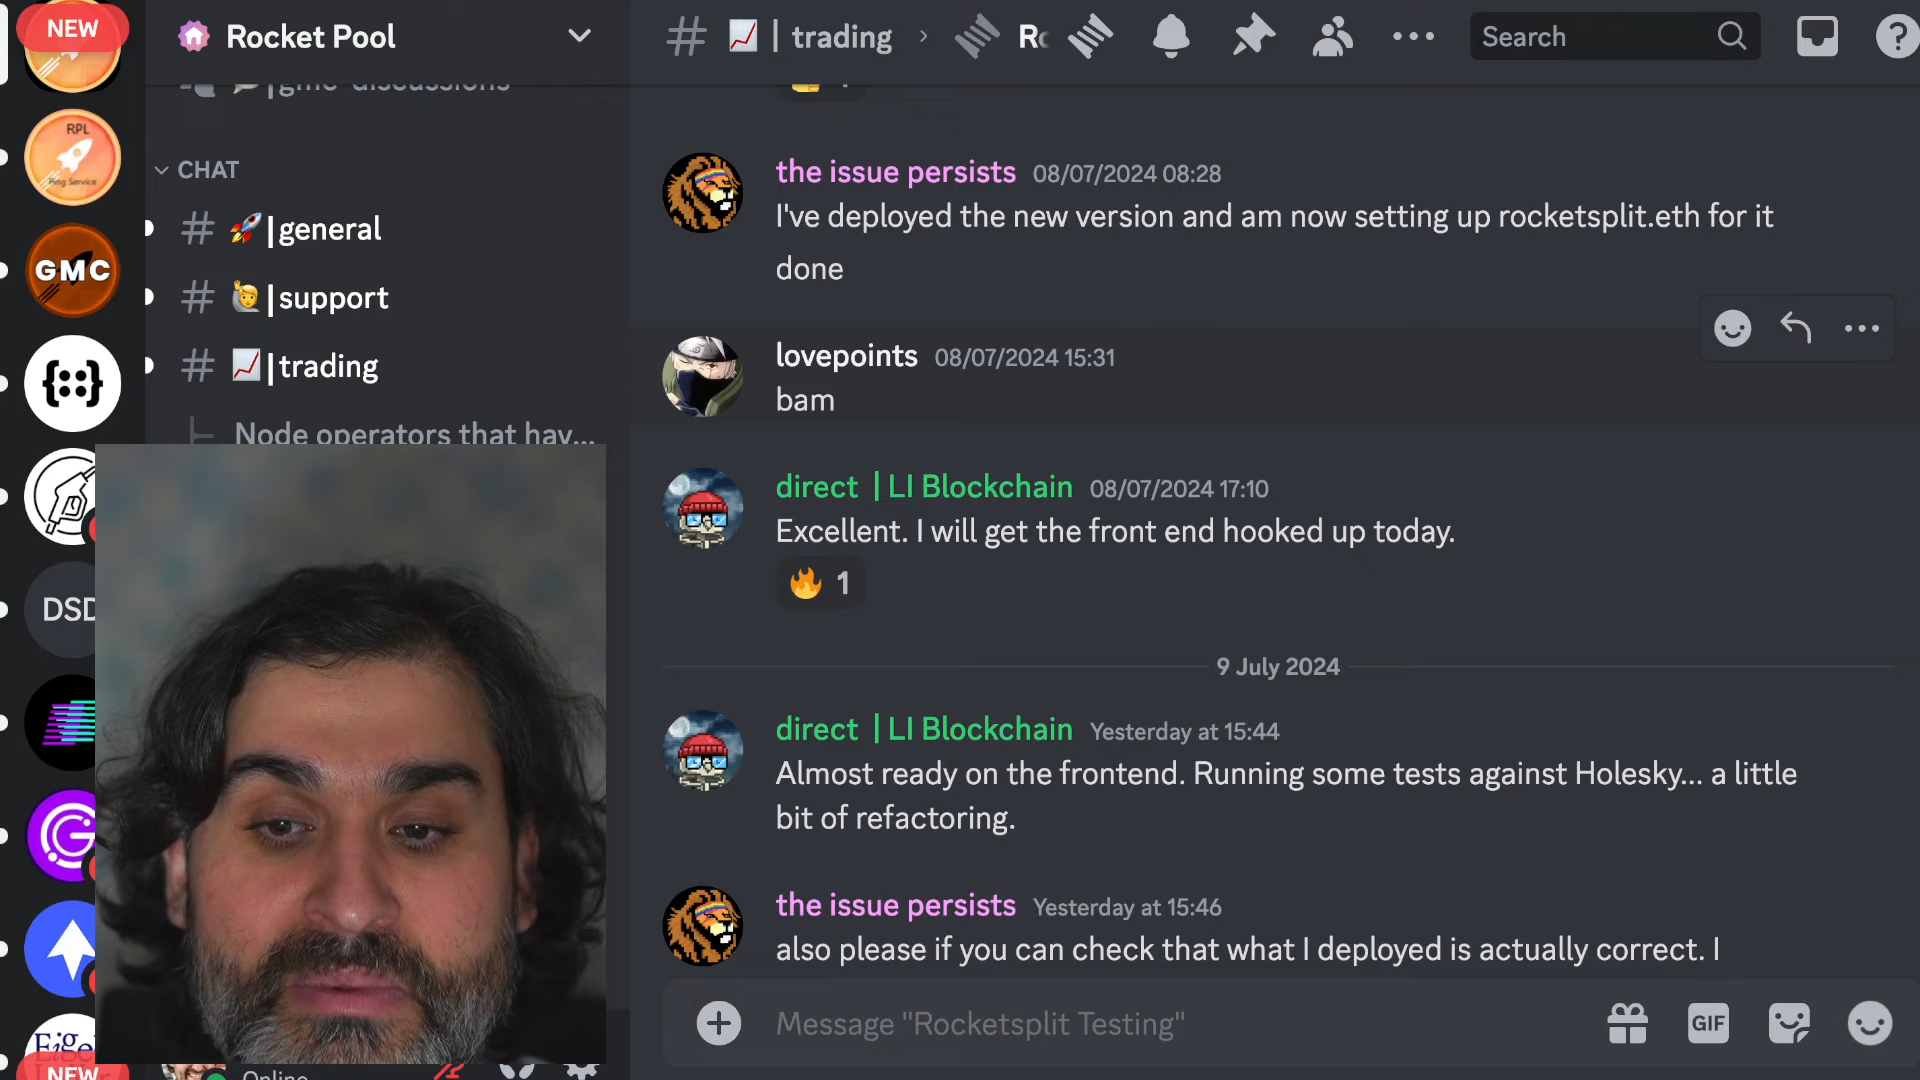 NEW
Rocket Pool
trading
Search
gmc-discussions
RPL
CHAT
the issue persists 08/07/2024 08:28
I've deployed the new version and am now setting up rocketsplit.eth for it
general
done
GMC
support
lovepoints 08/07/2024 15:31
trading
bam
Node operators that hav...
direct | LI Blockchain 08/07/2024 17:10
Excellent. I will get the front end hooked up today.
1
DSD
9 July 2024
direct | LI Blockchain Yesterday at 15:44
Almost ready on the frontend. Running some tests against Holesky... a little
bit of refactoring.
the issue persists Yesterday at 15:46
also please if you can check that what I deployed is actually correct. I
Message "Rocketsplit Testing"
GIF
Eige
NEW
Online